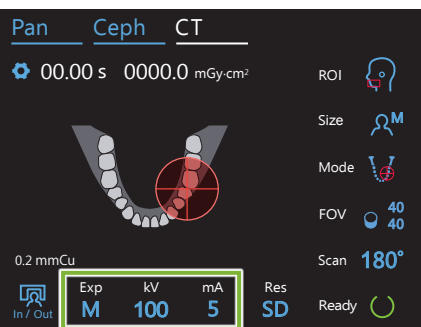 Pan Ceph CT
00.00 s 0000.0 mGy·cm²
ROI
Size M
Mode
FOV 40
40
0.2 mmCu
Scan 180°
Exp kV mA Res
In / Out M 100 5 SD
Ready